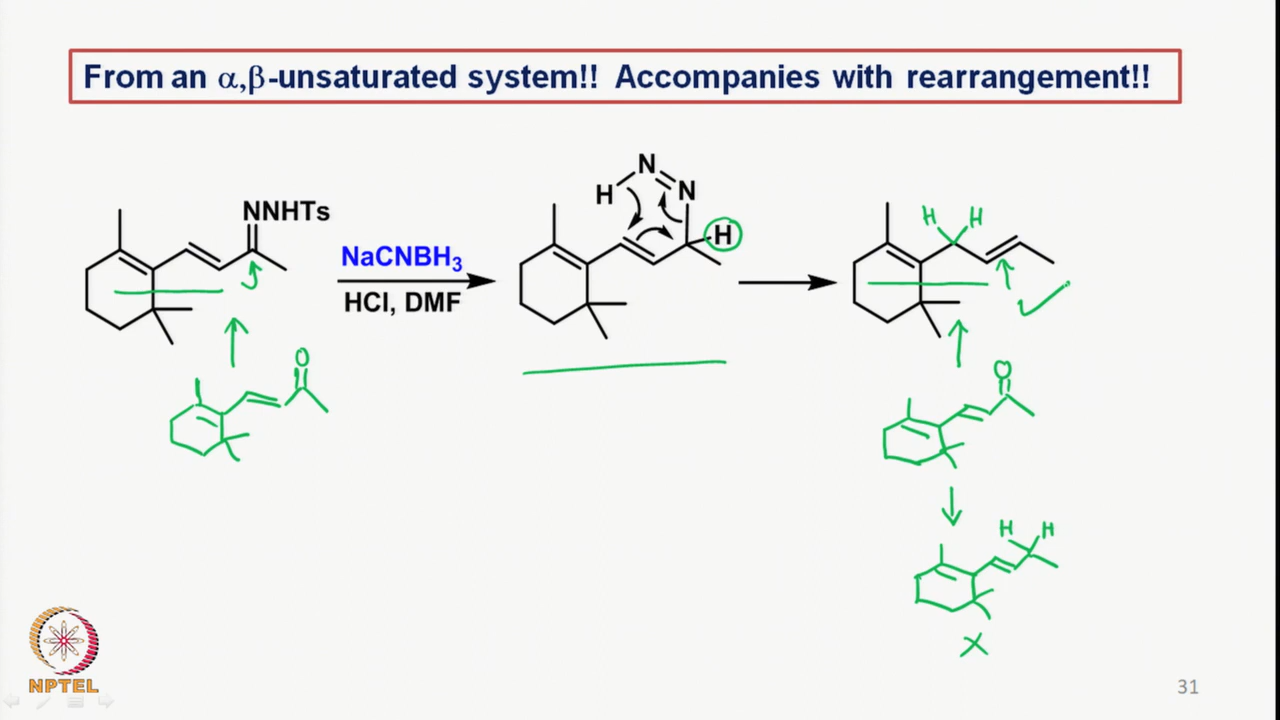 From an α,β-unsaturated system!! Accompanies with rearrangement!!
NNHTs
NaCNBH₃
HCl, DMF
H N N
H
H H
O
O
H H
X
NPTEL
31